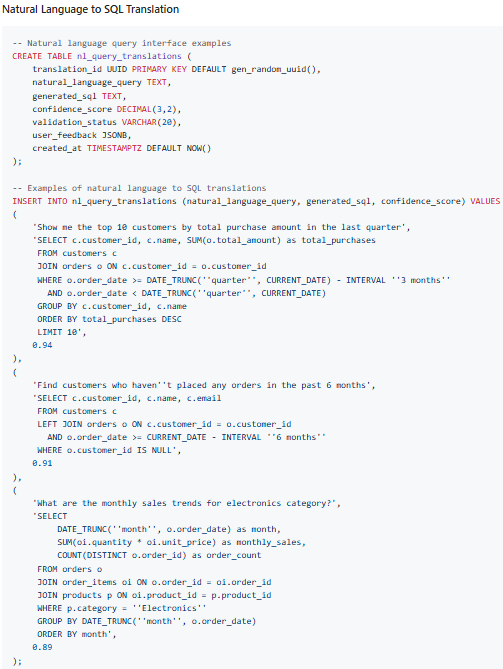 Natural Language to SQL Translation
-- Natural language query interface examples
CREATE TABLE nl_query_translations (
    translation_id UUID PRIMARY KEY DEFAULT gen_random_uuid(),
    natural_language_query TEXT,
    generated_sql TEXT,
    confidence_score DECIMAL(3,2),
    validation_status VARCHAR(20),
    user_feedback JSONB,
    created_at TIMESTAMPTZ DEFAULT NOW()
);

-- Examples of natural language to SQL translations
INSERT INTO nl_query_translations (natural_language_query, generated_sql, confidence_score) VALUES
(
    'Show me the top 10 customers by total purchase amount in the last quarter',
    'SELECT c.customer_id, c.name, SUM(o.total_amount) as total_purchases
     FROM customers c
     JOIN orders o ON c.customer_id = o.customer_id
     WHERE o.order_date >= DATE_TRUNC(''quarter'', CURRENT_DATE) - INTERVAL ''3 months''
       AND o.order_date < DATE_TRUNC(''quarter'', CURRENT_DATE)
     GROUP BY c.customer_id, c.name
     ORDER BY total_purchases DESC
     LIMIT 10',
    0.94
),
(
    'Find customers who haven''t placed any orders in the past 6 months',
    'SELECT c.customer_id, c.name, c.email
     FROM customers c
     LEFT JOIN orders o ON c.customer_id = o.customer_id
       AND o.order_date >= CURRENT_DATE - INTERVAL ''6 months''
     WHERE o.customer_id IS NULL',
    0.91
),
(
    'What are the monthly sales trends for electronics category?',
    'SELECT
         DATE_TRUNC(''month'', o.order_date) as month,
         SUM(oi.quantity * oi.unit_price) as monthly_sales,
         COUNT(DISTINCT o.order_id) as order_count
     FROM orders o
     JOIN order_items oi ON o.order_id = oi.order_id
     JOIN products p ON oi.product_id = p.product_id
     WHERE p.category = ''Electronics''
     GROUP BY DATE_TRUNC(''month'', o.order_date)
     ORDER BY month',
    0.89
);